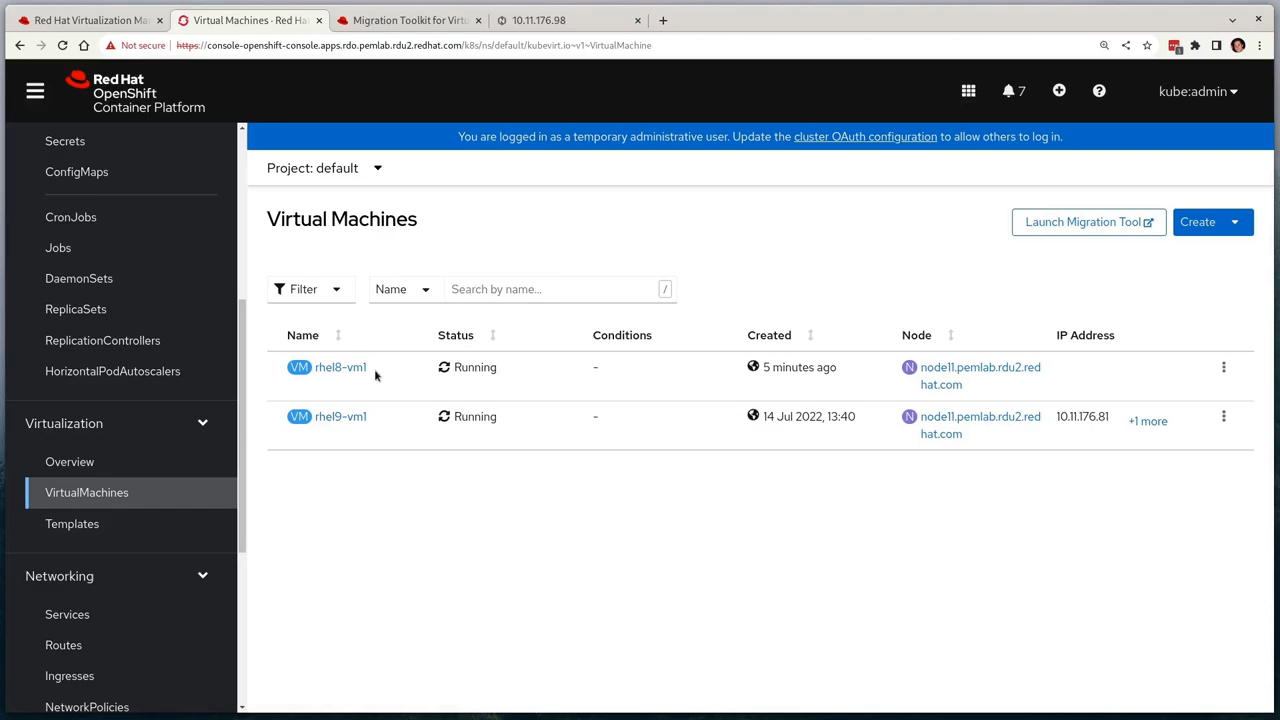 Red Hat Virtualization Ma
Virtual Machines · Red Ha
Migration Toolkit for Virtu
10.11.176.98
Not secure
https://console-openshift-console.apps.rdo.pemlab.rdu2.redhat.com/k8s/ns/default/kubevirt.io~v1~VirtualMachine
Red Hat
OpenShift
Container Platform
7
kube:admin
You are logged in as a temporary administrative user. Update the cluster OAuth configuration to allow others to log in.
Secrets
ConfigMaps
CronJobs
Jobs
DaemonSets
ReplicaSets
ReplicationControllers
HorizontalPodAutoscalers
Virtualization
Overview
VirtualMachines
Templates
Networking
Services
Routes
Ingresses
NetworkPolicies
Project: default
Virtual Machines
Launch Migration Tool
Create
Filter
Name
Search by name...
/
Name Status Conditions Created Node IP Address
VM rhel8-vm1 Running - 5 minutes ago N node11.pemlab.rdu2.red
hat.com
VM rhel9-vm1 Running - 14 Jul 2022, 13:40 N node11.pemlab.rdu2.red 10.11.176.81 +1 more
hat.com